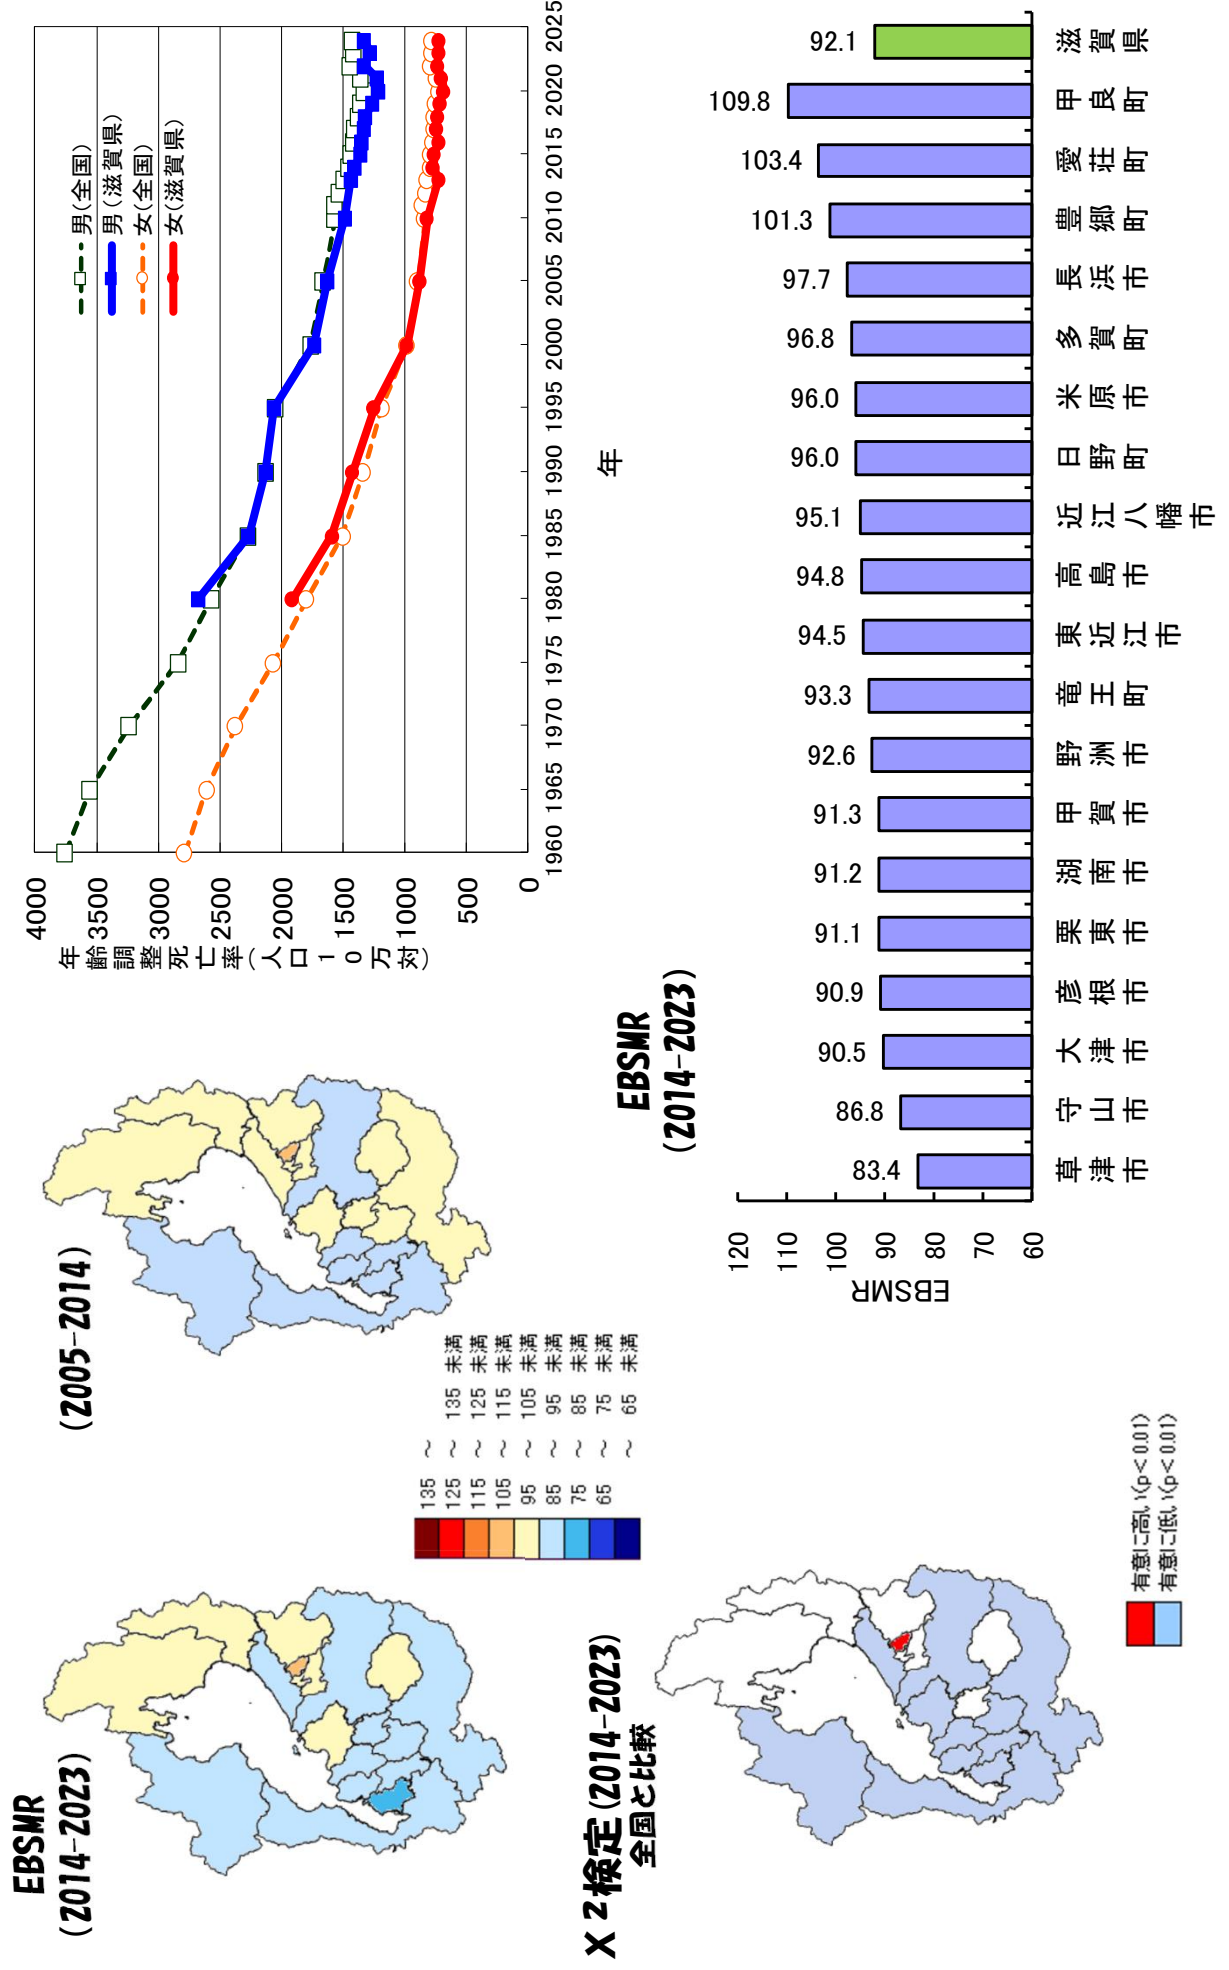 EBSMR
(2014-2023)
(2005-2014)
135 ～
125 ～ 135 未満
115 ～ 125 未満
105 ～ 115 未満
95 ～ 105 未満
85 ～ 95 未満
75 ～ 85 未満
65 ～ 75 未満
～ 65 未満
年齢調整死亡率(人口10万対)
4000
3500
3000
2500
2000
1500
1000
500
0
男(全国)
男(滋賀県)
女(全国)
女(滋賀県)
1960 1965 1970 1975 1980 1985 1990 1995 2000 2005 2010 2015 2020 2025
年
X²検定(2014-2023)
全国と比較
有意に高い(p<0.01)
有意に低い(p<0.01)
EBSMR
(2014-2023)
EBSMR
120
110
100
90
80
70
60
83.4 86.8 90.5 90.9 91.1 91.2 91.3 92.6 93.3 94.5 94.8 95.1 96.0 96.0 96.8 97.7 101.3 103.4 109.8 92.1
草津市 守山市 大津市 彦根市 栗東市 湖南市 甲賀市 野洲市 竜王町 東近江市 高島市 近江八幡市 日野町 米原市 多賀町 長浜市 豊郷町 愛荘町 甲良町 滋賀県